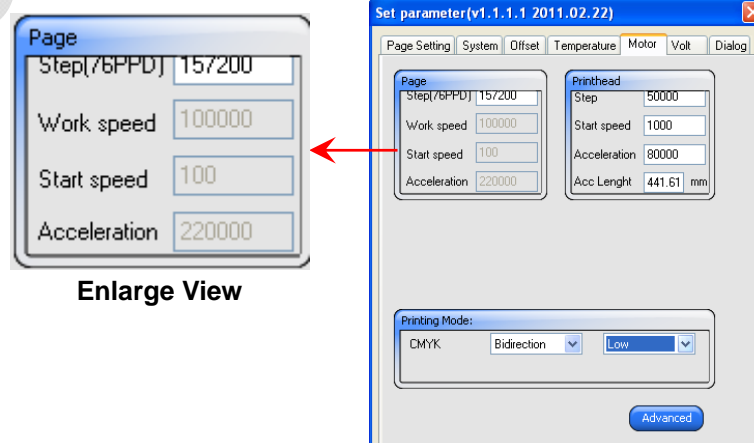 Page
Step(76PPD) 157200
Work speed 100000
Start speed 100
Acceleration 220000
Enlarge View
Set parameter(v1.1.1.1 2011.02.22)
Page Setting System Offset Temperature Motor Volt Dialog
Page
Step(76PPD) 157200
Work speed 100000
Start speed 100
Acceleration 220000
Printhead
Step 50000
Start speed 1000
Acceleration 80000
Acc Lenght 441.61 mm
Printing Mode:
CMYK Bidirection Low
Advanced